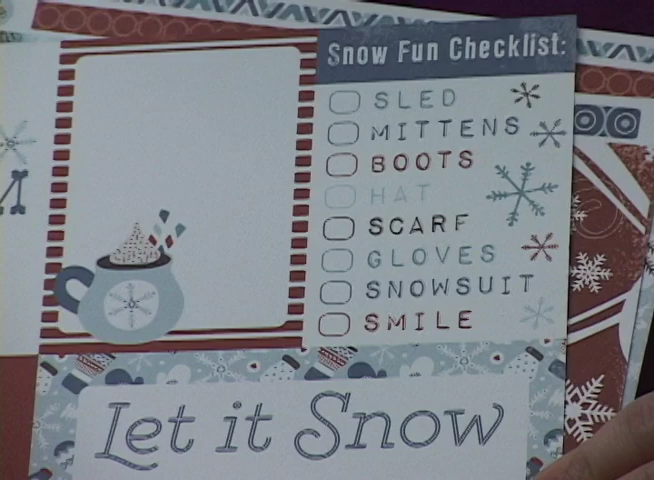 Snow Fun Checklist:
SLED
MITTENS
BOOTS
HAT
SCARF
GLOVES
SNOWSUIT
SMILE
Let it Snow